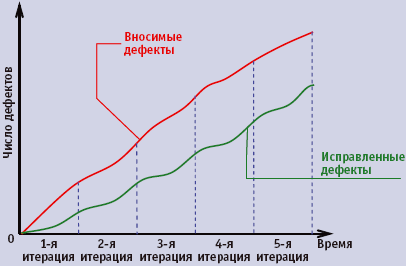 Число дефектов
Вносимые
дефекты
Исправленные
дефекты
0
1-я
итерация
2-я
итерация
3-я
итерация
4-я
итерация
5-я
итерация
Время